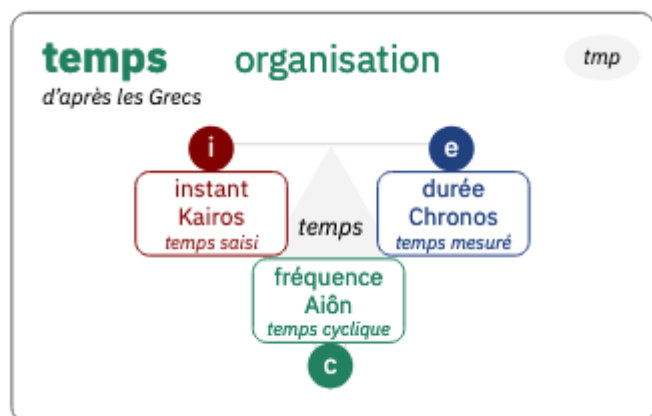 temps organisation tmp
d'après les Grecs
i
e
instant
Kairos
temps saisi
temps
durée
Chronos
temps mesuré
fréquence
Aiôn
temps cyclique
c